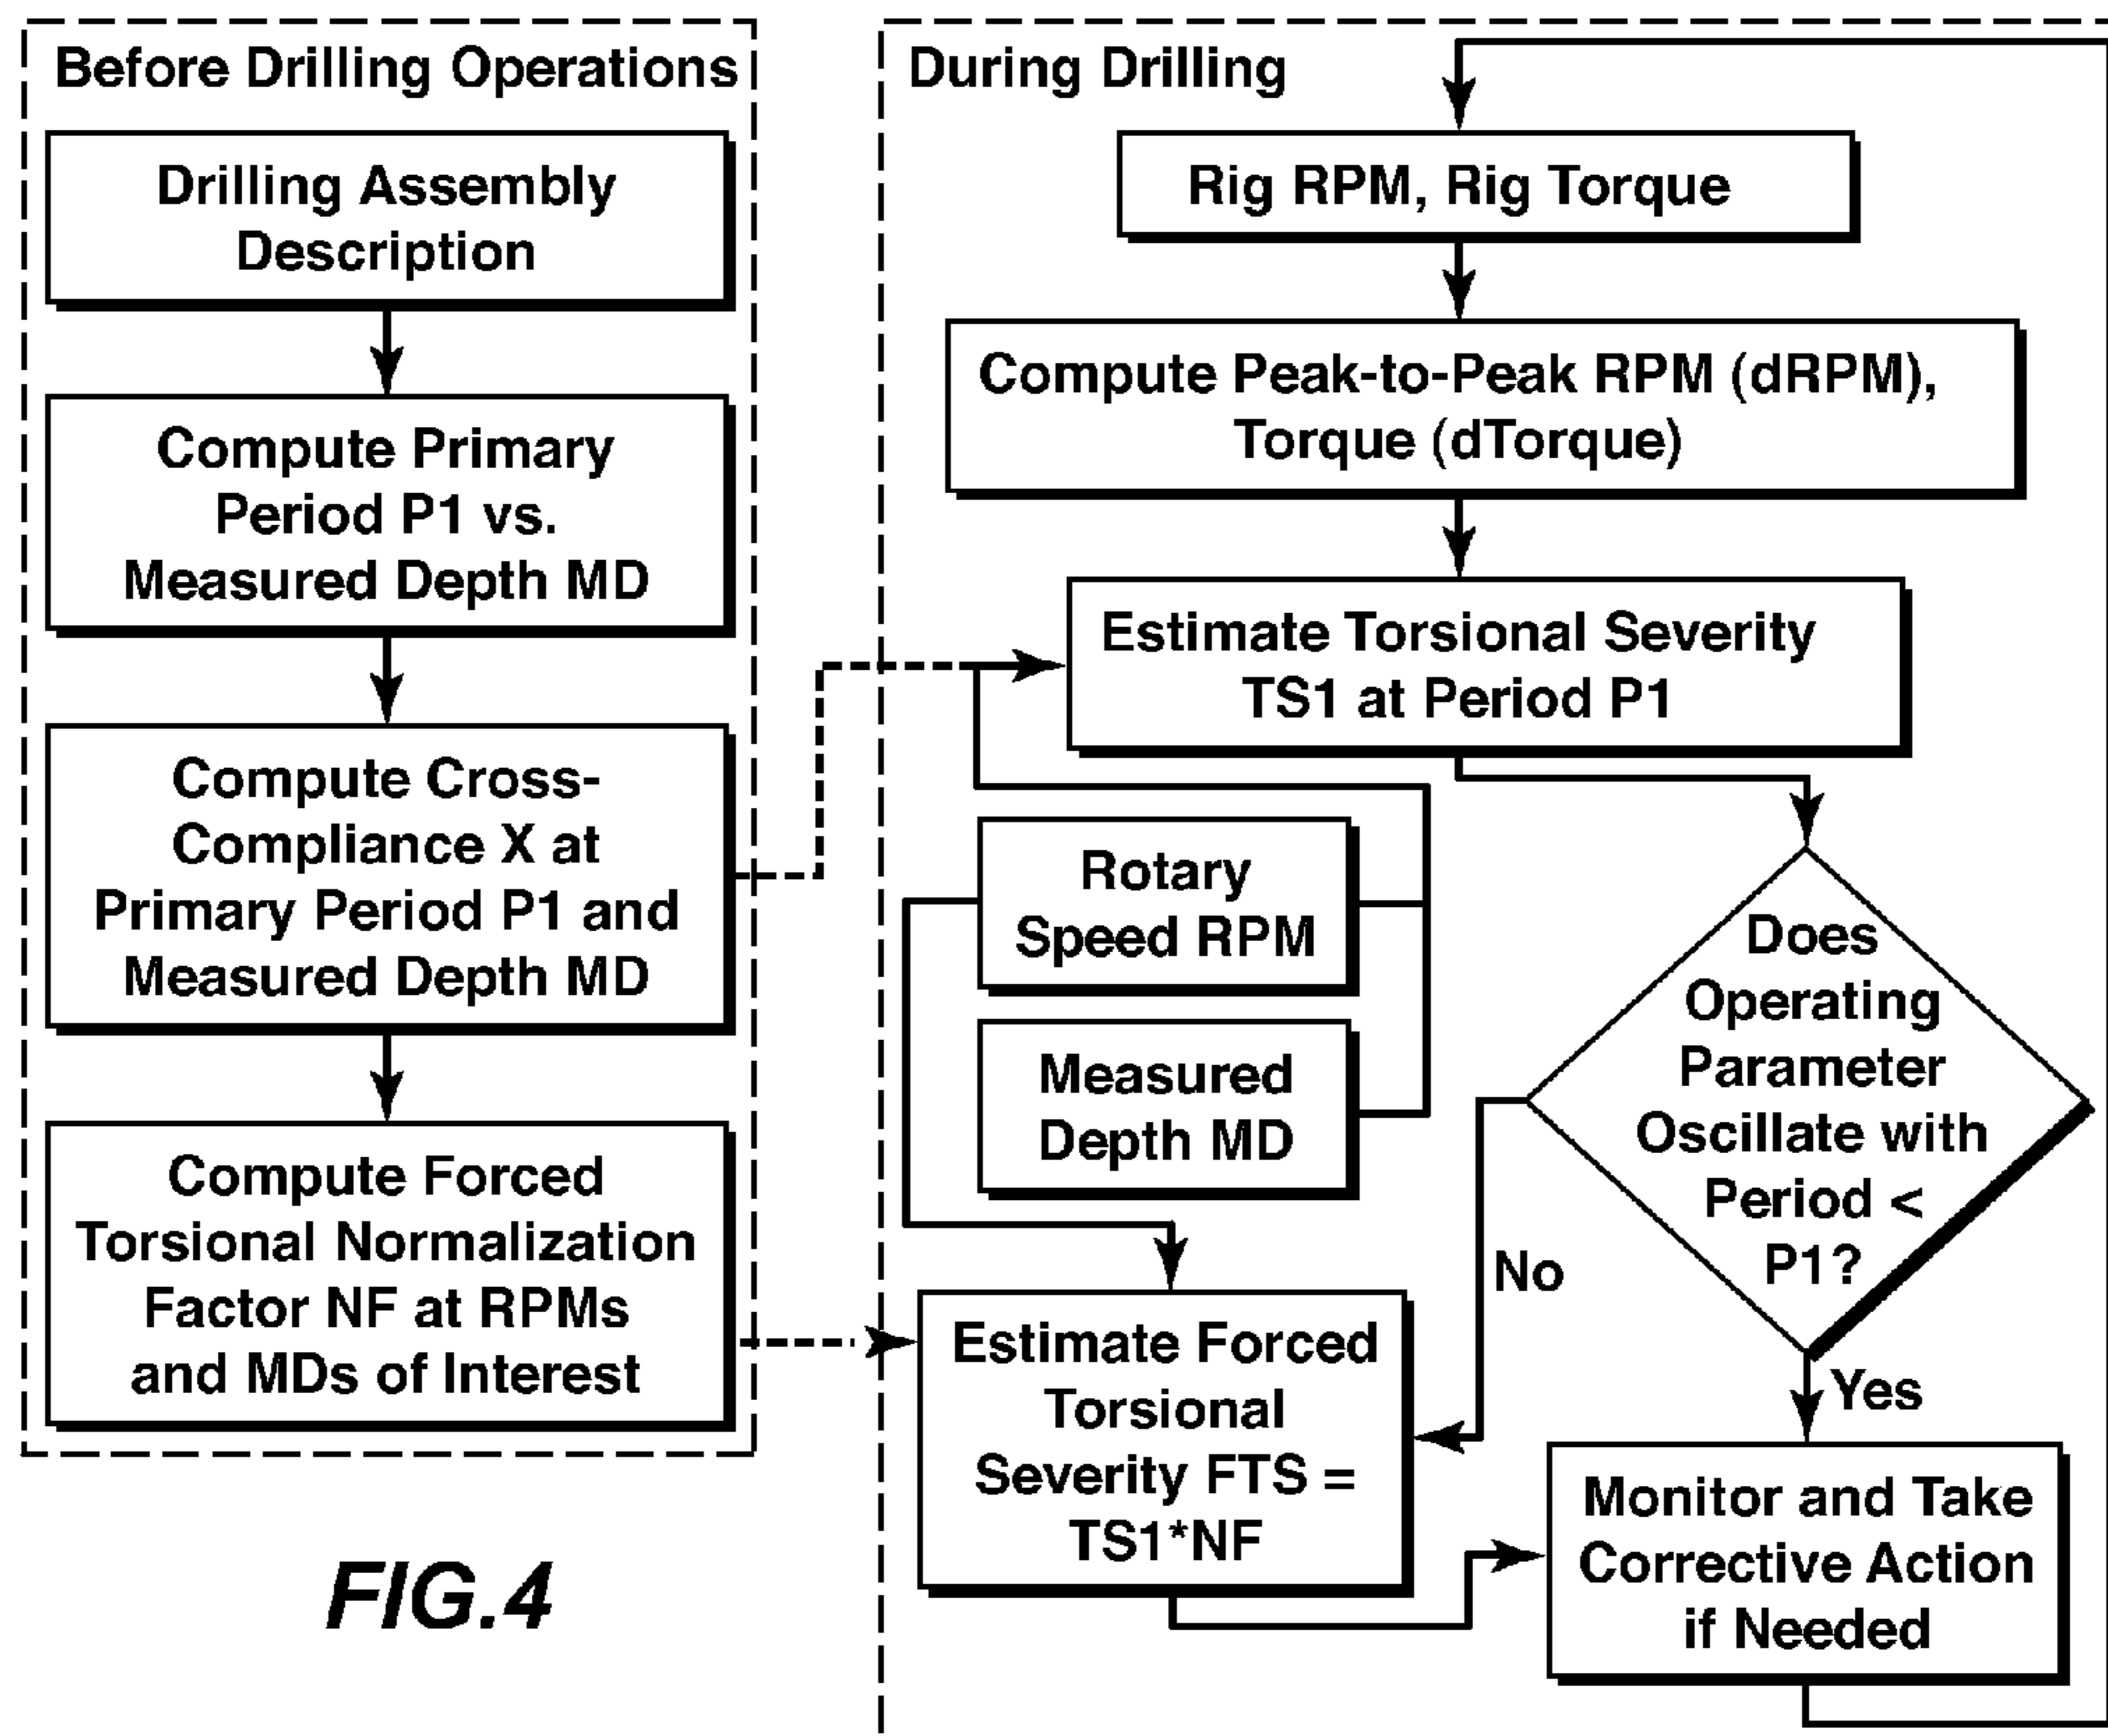 Before Drilling Operations
Drilling Assembly
Description
Compute Primary
Period P1 vs.
Measured Depth MD
Compute Cross-
Compliance X at
Primary Period P1 and
Measured Depth MD
Compute Forced
Torsional Normalization
Factor NF at RPMs
and MDs of Interest
During Drilling
Rig RPM, Rig Torque
Compute Peak-to-Peak RPM (dRPM),
Torque (dTorque)
Estimate Torsional Severity
TS1 at Period P1
Rotary
Speed RPM
Measured
Depth MD
Does
Operating
Parameter
Oscillate with
Period <
P1?
No
Yes
Estimate Forced
Torsional
Severity FTS =
TS1*NF
Monitor and Take
Corrective Action
if Needed
FIG.4